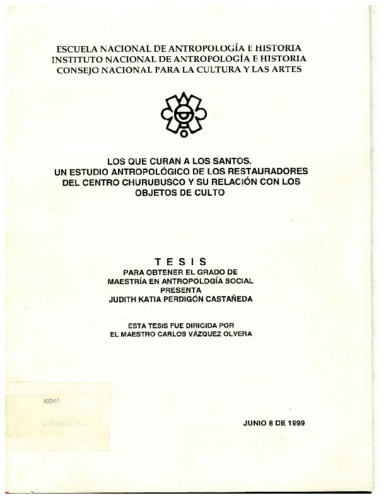 ESCUELA NACIONAL DE ANTROPOLOGÍA E HISTORIA
INSTITUTO NACIONAL DE ANTROPOLOGÍA E HISTORIA
CONSEJO NACIONAL PARA LA CULTURA Y LAS ARTES
LOS QUE CURAN A LOS SANTOS.
UN ESTUDIO ANTROPOLÓGICO DE LOS RESTAURADORES
DEL CENTRO CHURUBUSCO Y SU RELACIÓN CON LOS
OBJETOS DE CULTO
TESIS
PARA OBTENER EL GRADO DE
MAESTRÍA EN ANTROPOLOGÍA SOCIAL
PRESENTA
JUDITH KATIA PERDIGÓN CASTAÑEDA
ESTA TESIS FUE DIRIGIDA POR
EL MAESTRO CARLOS VÁZQUEZ OLVERA
JUNIO 8 DE 1999